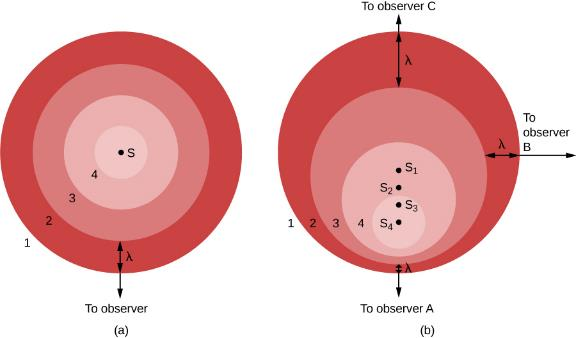 S
4
3
2
1
λ
To observer
(a)
To observer C
λ
To
observer
B
λ
S1
S2
S3
S4
1 2 3 4
λ
To observer A
(b)